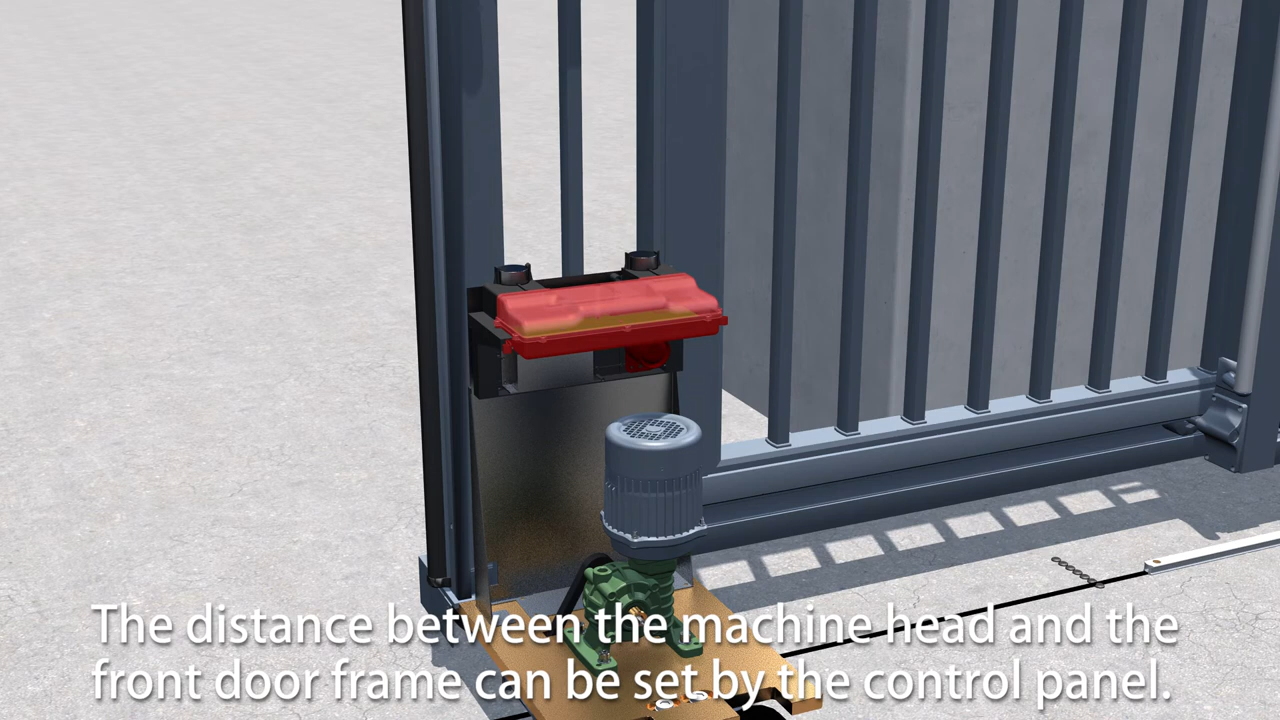 The distance between the machine head and the
front door frame can be set by the control panel.